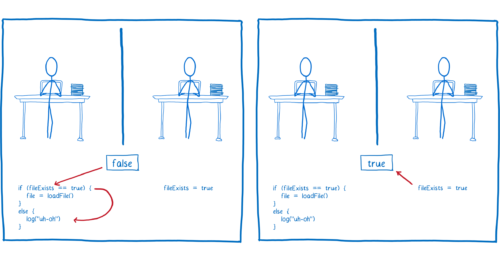 false
if (fileExists == true) {
file = loadFile()
}
else {
log("uh-oh")
}
fileExists = true
true
if (fileExists == true) {
file = loadFile()
}
else {
log("uh-oh")
}
fileExists = true